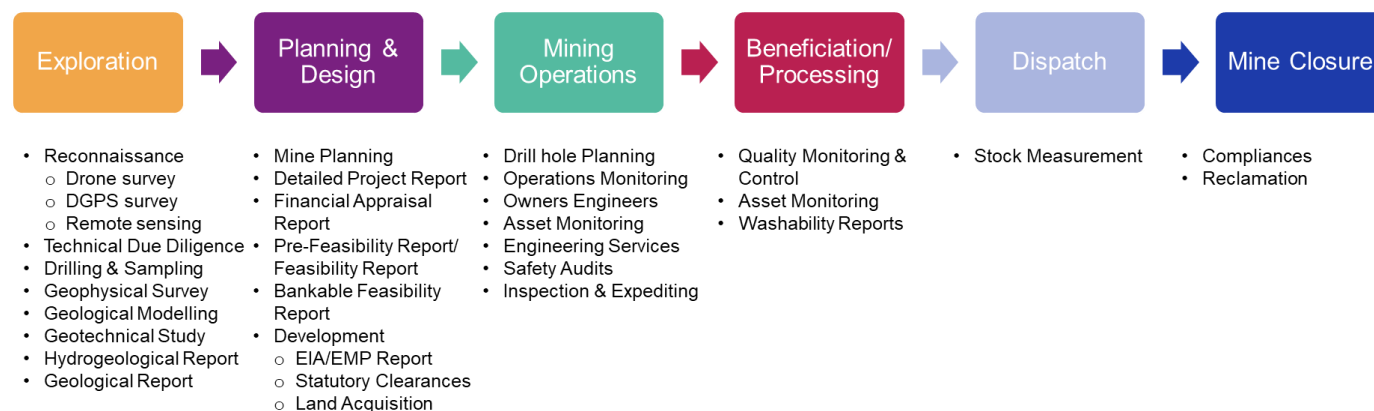 Exploration
Planning &
Design
Mining
Operations
Beneficiation/
Processing
Dispatch
Mine Closure
• Reconnaissance
o Drone survey
o DGPS survey
o Remote sensing
• Technical Due Diligence
• Drilling & Sampling
• Geophysical Survey
• Geological Modelling
• Geotechnical Study
• Hydrogeological Report
• Geological Report
• Mine Planning
• Detailed Project Report
• Financial Appraisal
Report
• Pre-Feasibility Report/
Feasibility Report
• Bankable Feasibility
Report
• Development
o EIA/EMP Report
o Statutory Clearances
o Land Acquisition
• Drill hole Planning
• Operations Monitoring
• Owners Engineers
• Asset Monitoring
• Engineering Services
• Safety Audits
• Inspection & Expediting
• Quality Monitoring &
Control
• Asset Monitoring
• Washability Reports
• Stock Measurement
• Compliances
• Reclamation